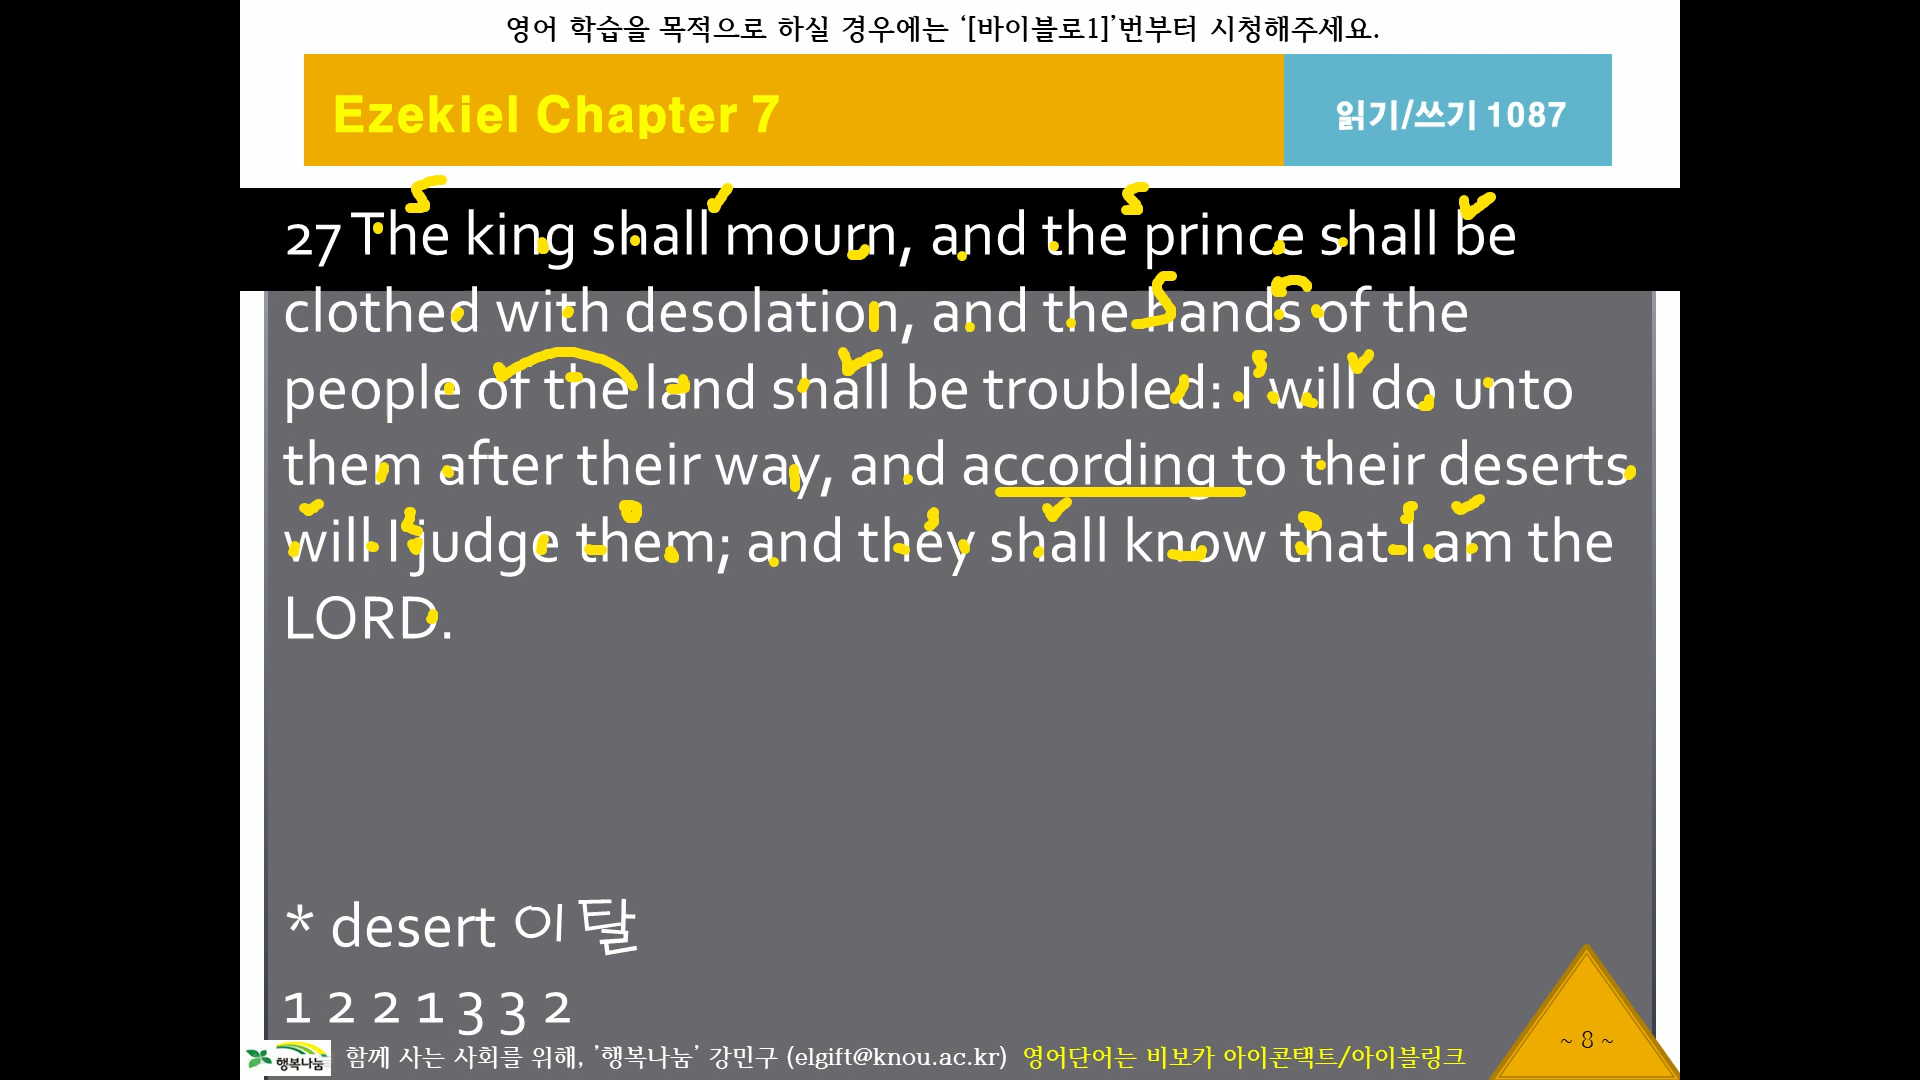 영어 학습을 목적으로 하실 경우에는 ‘[바이블로1]’번부터 시청해주세요.
Ezekiel Chapter 7
읽기/쓰기 1087
27 The king shall mourn, and the prince shall be
clothed with desolation, and the hands of the
people of the land shall be troubled: I will do unto
them after their way, and according to their deserts
will I judge them; and they shall know that I am the
LORD.
* desert 이탈
1 2 2 1 3 3 2
~ 8 ~
행복나눔 함께 사는 사회를 위해, ’행복나눔’ 강민구 (elgift@knou.ac.kr) 영어단어는 비보카 아이콘택트/아이블링크